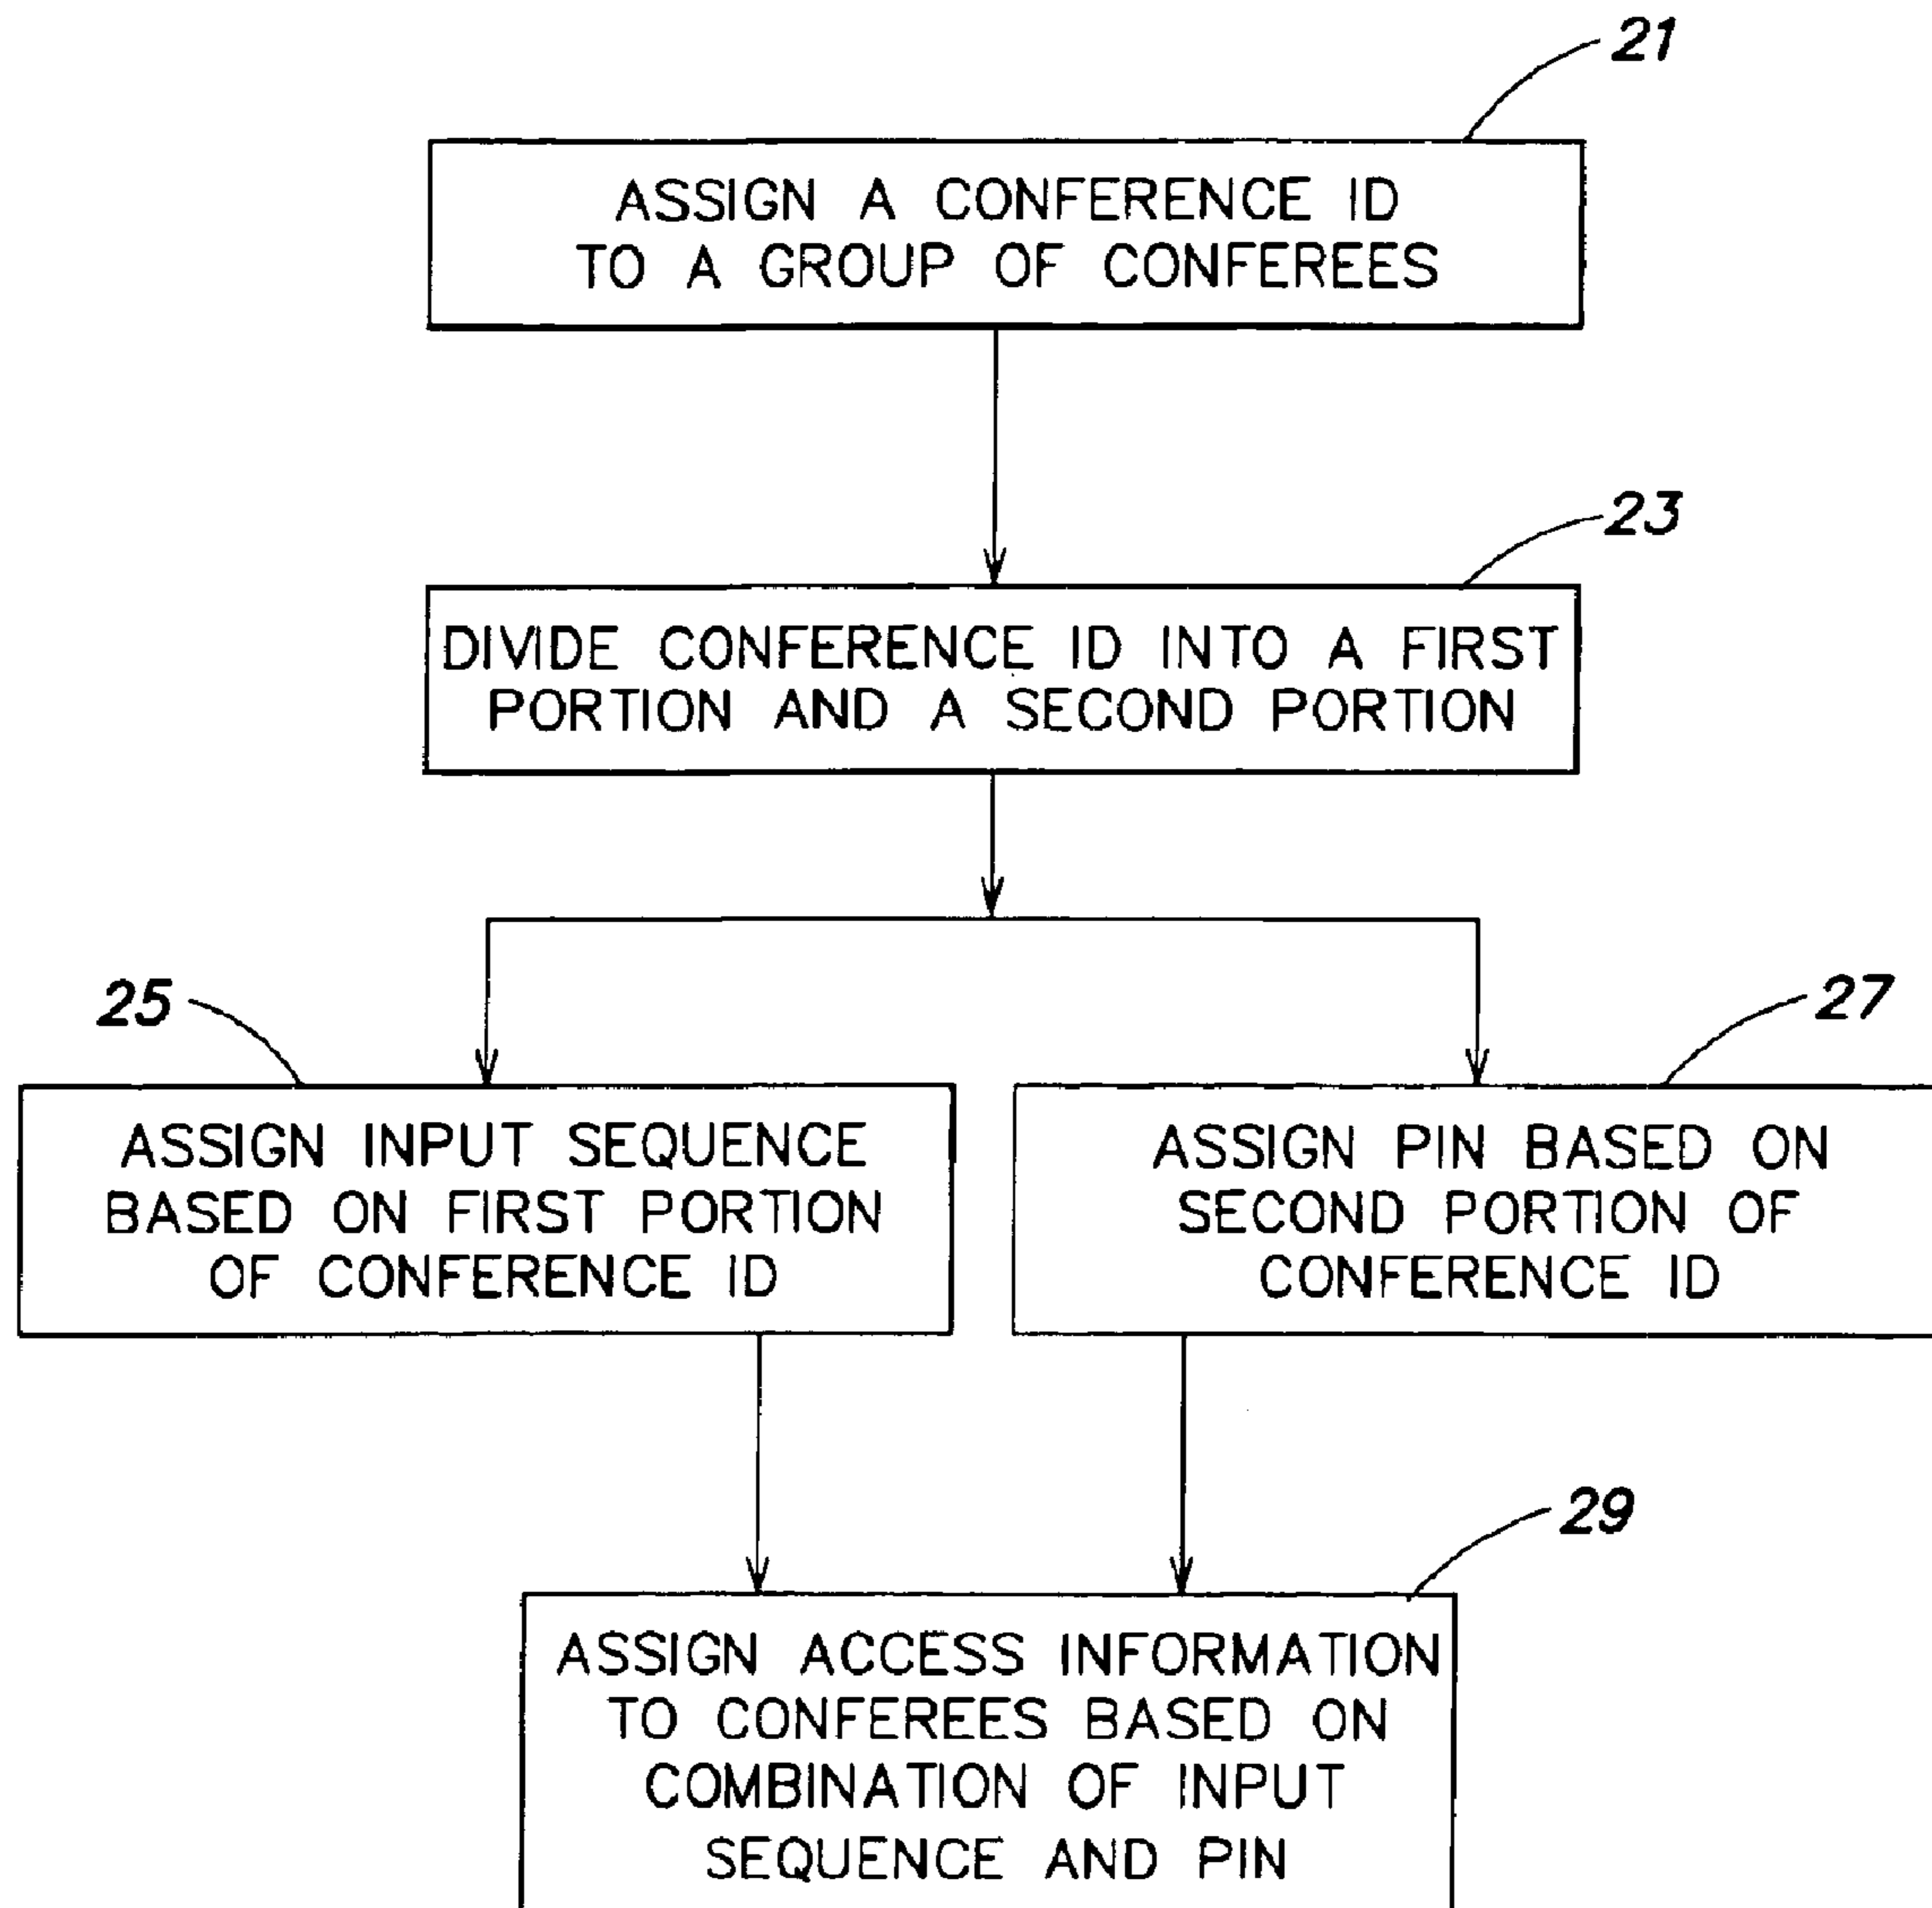 21
ASSIGN A CONFERENCE ID
TO A GROUP OF CONFEREES
23
DIVIDE CONFERENCE ID INTO A FIRST
PORTION AND A SECOND PORTION
25
ASSIGN INPUT SEQUENCE
BASED ON FIRST PORTION
OF CONFERENCE ID
27
ASSIGN PIN BASED ON
SECOND PORTION OF
CONFERENCE ID
29
ASSIGN ACCESS INFORMATION
TO CONFEREES BASED ON
COMBINATION OF INPUT
SEQUENCE AND PIN